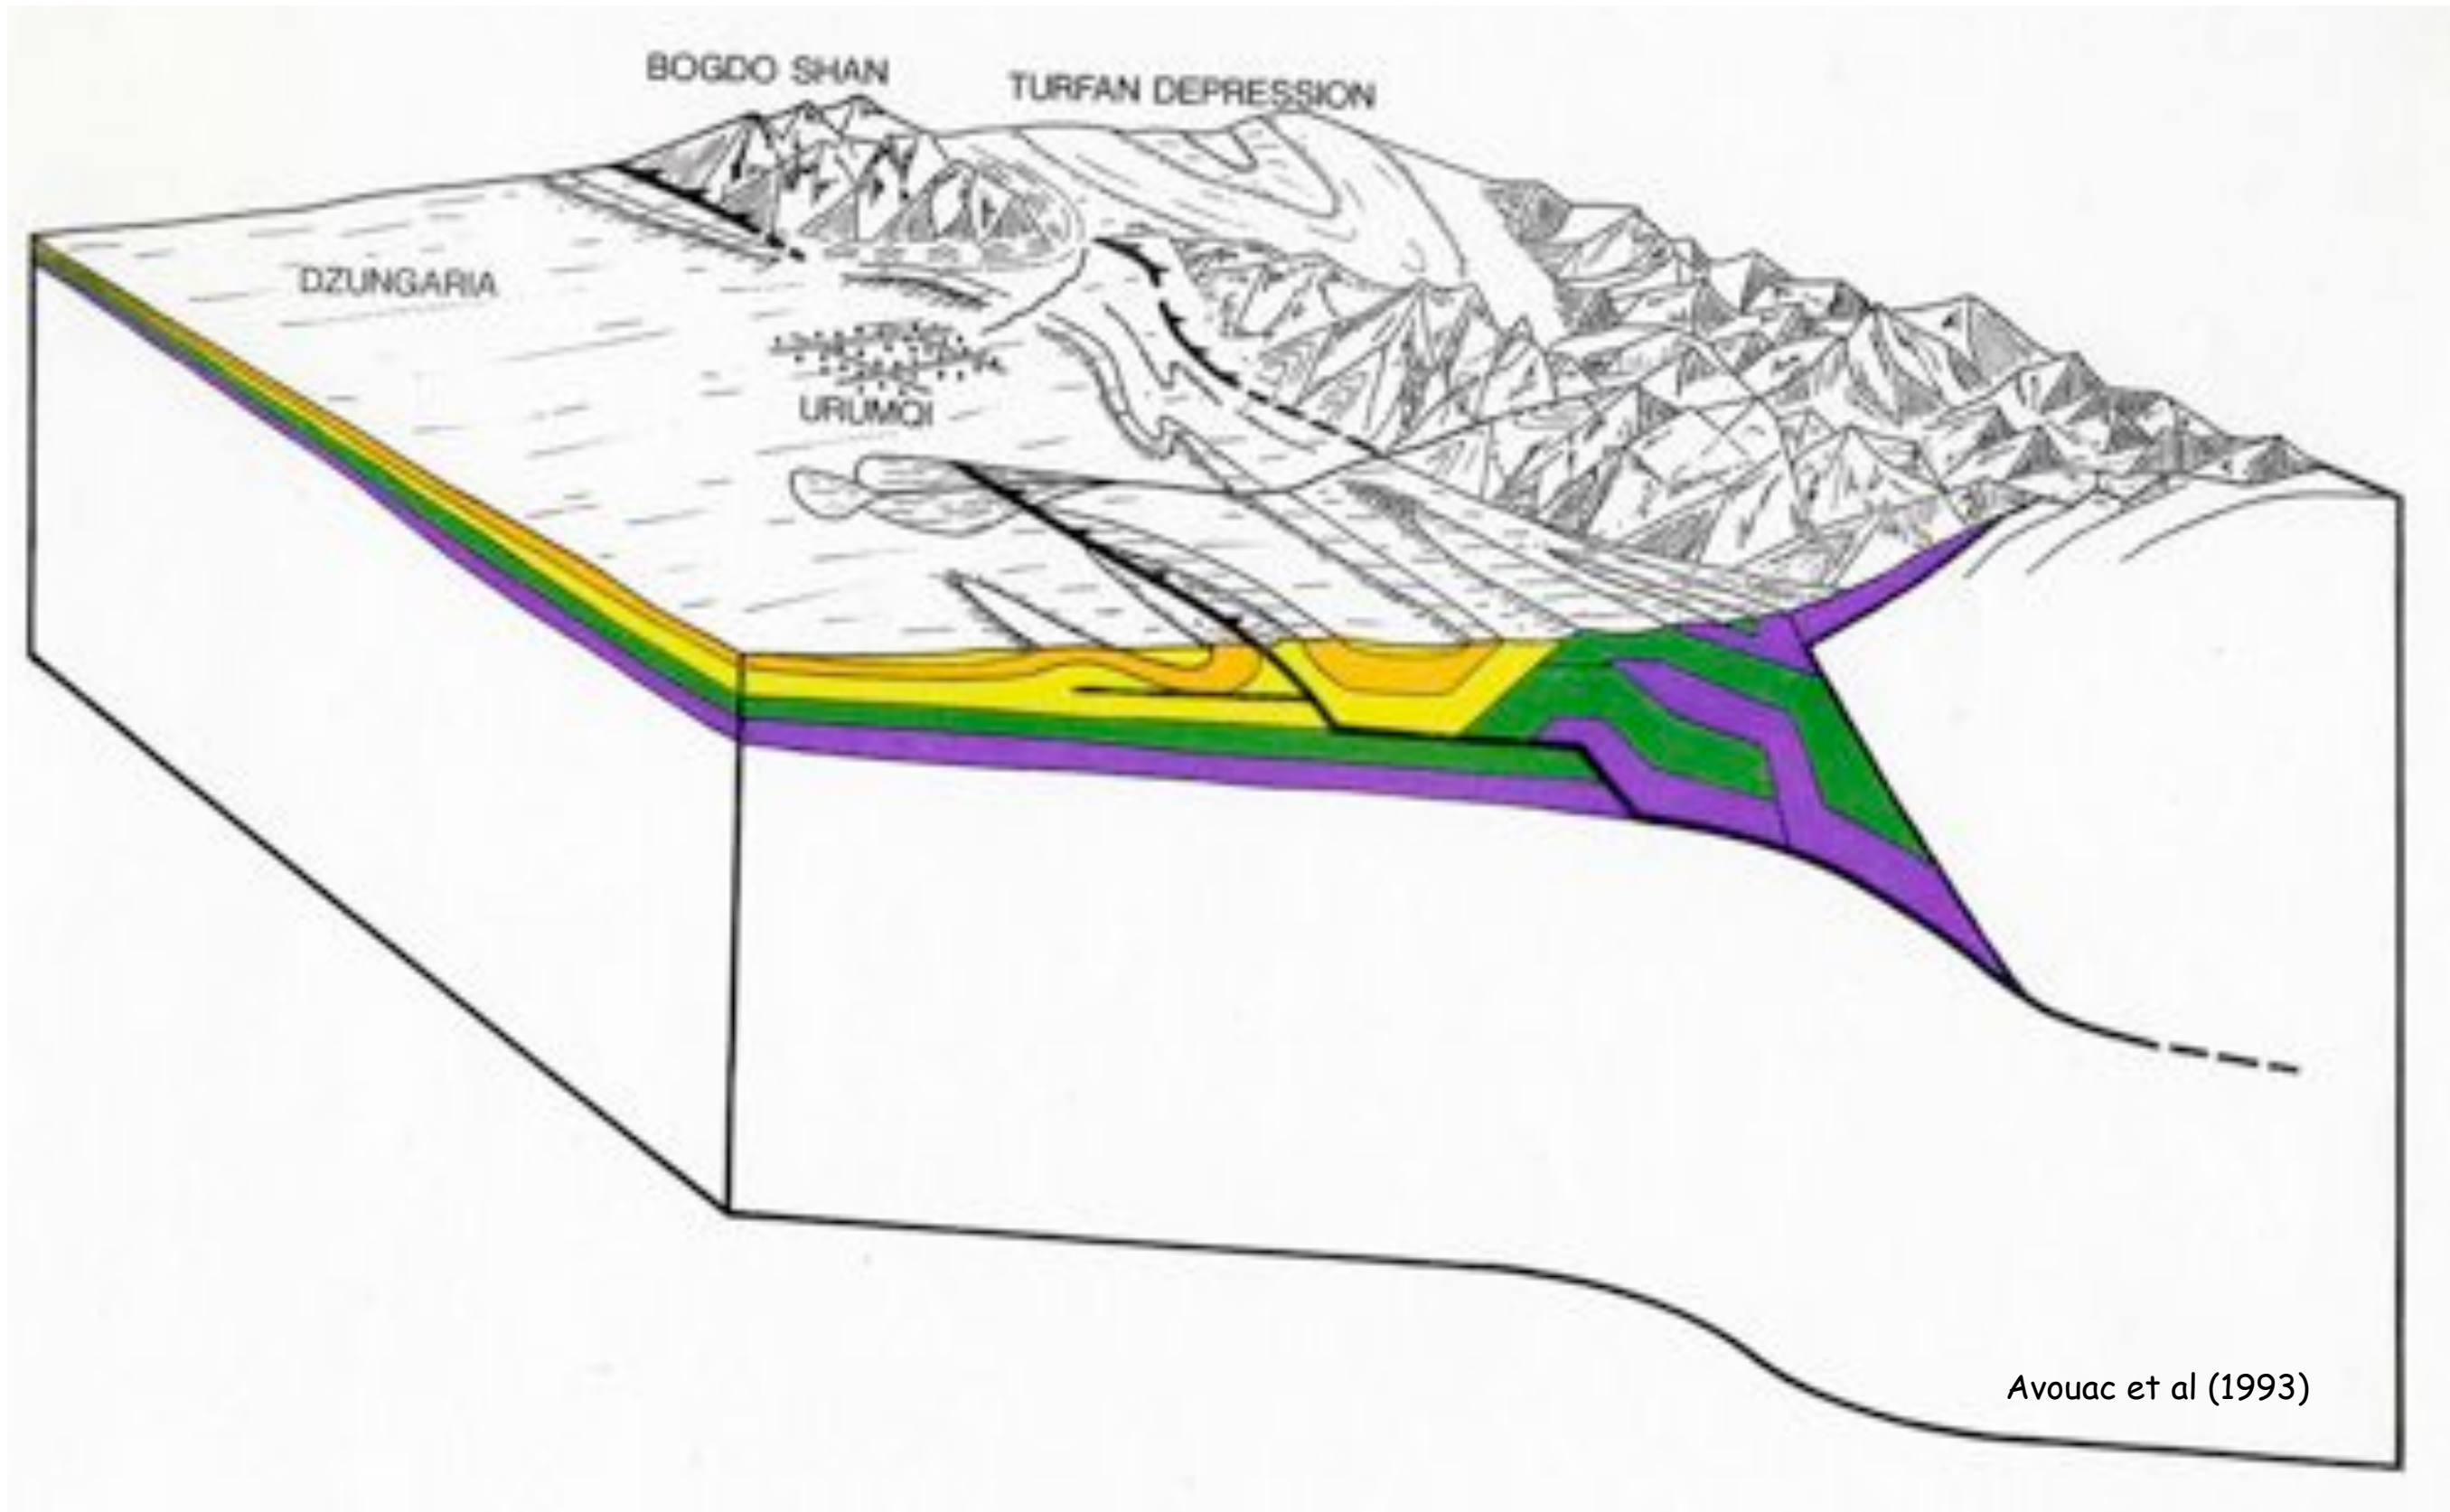 BOGDO SHAN
TURFAN DEPRESSION
DZUNGARIA
URUMQI
Avouac et al (1993)